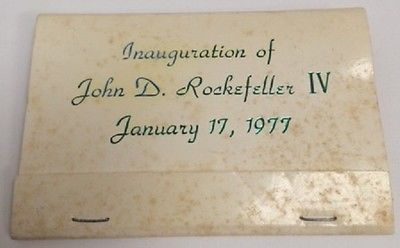 Inauguration of
John D. Rockefeller IV
January 17, 1977